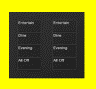 Entertain
Entertain
Dine
Dine
Evening
Evening
All Off
All Off